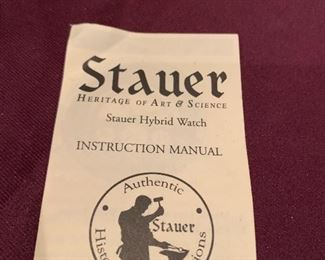 Stauer
HERITAGE OF ART & SCIENCE
Stauer Hybrid Watch
INSTRUCTION MANUAL
Authentic
Stauer